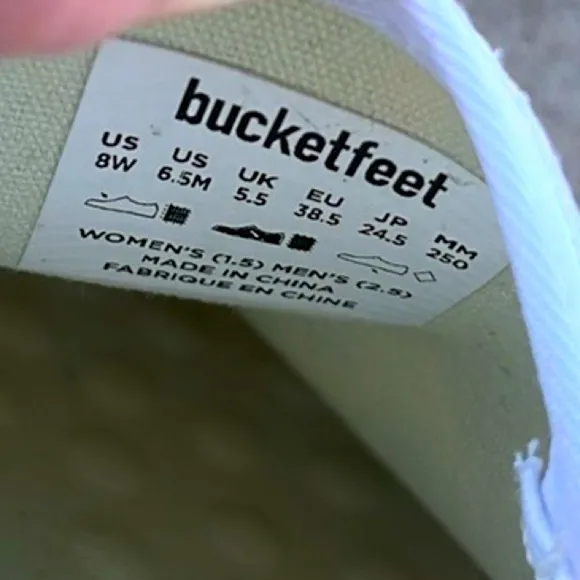 bucketfeet
US US UK EU JP MM
8W 6.5M 5.5 38.5 24.5 250
WOMEN'S (1.5) MEN'S (2.5)
MADE IN CHINA
FABRIQUE EN CHINE